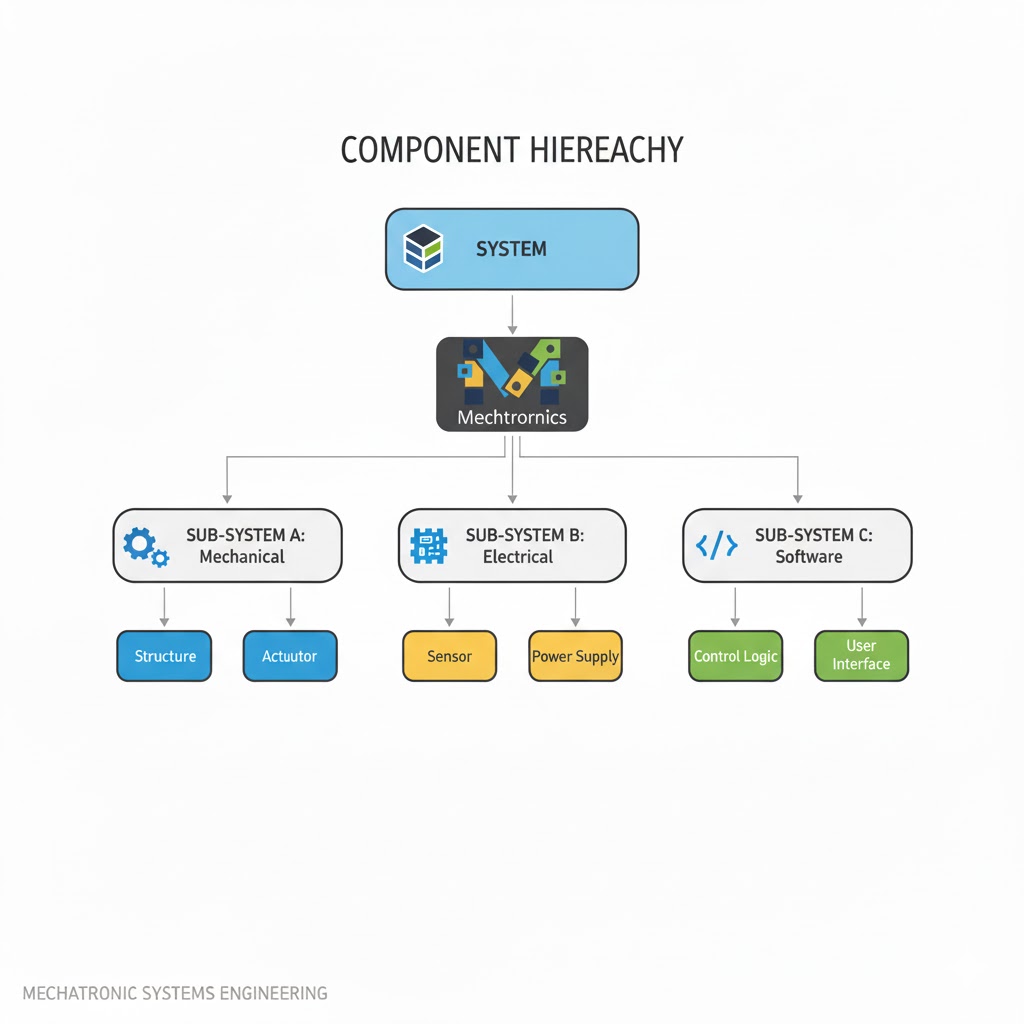 COMPONENT HIEREACHY
SYSTEM
Mechtrornics
SUB-SYSTEM A:
Mechanical
SUB-SYSTEM B:
Electrical
SUB-SYSTEM C:
Software
Structure
Actuutor
Sensor
Power Supply
Control Logic
User
Interface
MECHATRONIC SYSTEMS ENGINEERING